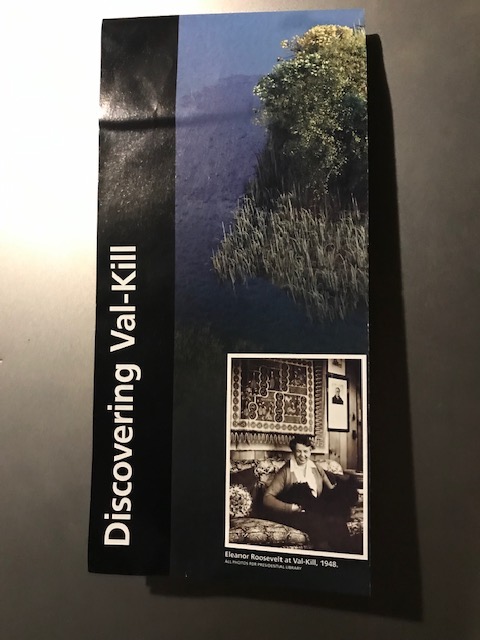 Discovering Val-Kill
Eleanor Roosevelt at Val-Kill, 1948.
ALL PHOTOS FDR PRESIDENTIAL LIBRARY